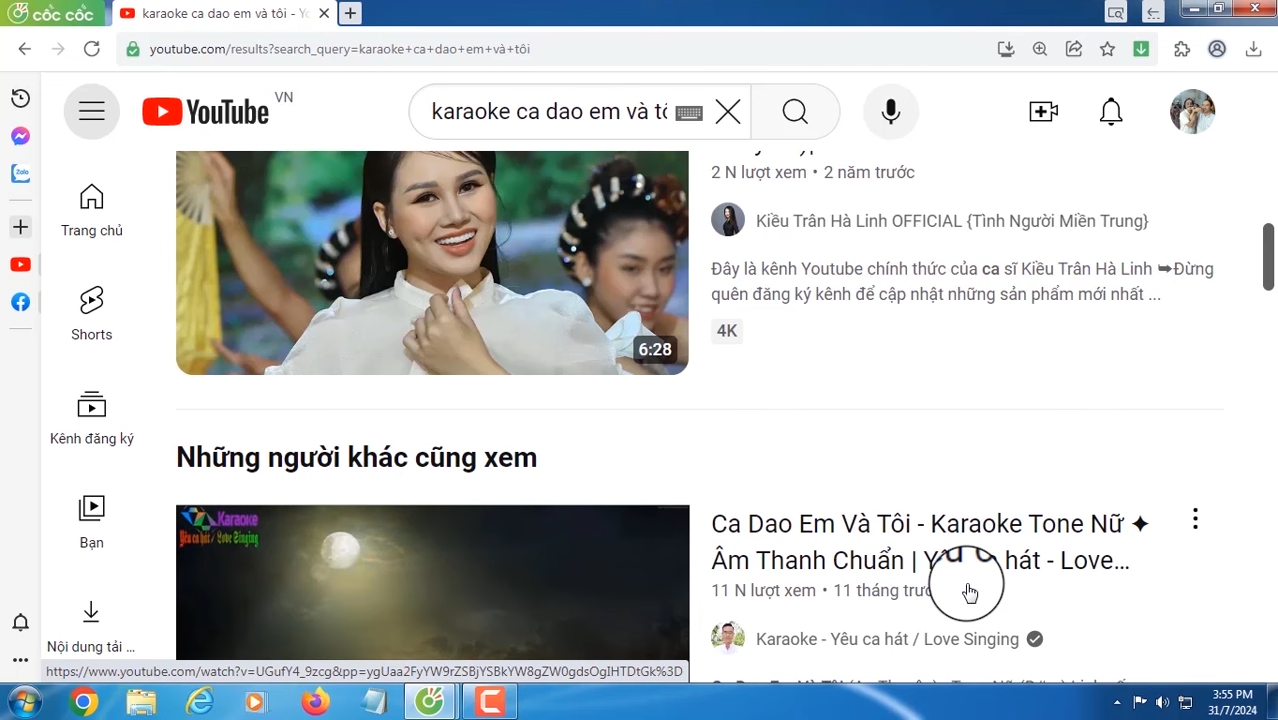 cốc cốc
karaoke ca dao em và tôi - Yo
youtube.com/results?search_query=karaoke+ca+dao+em+và+tôi
YouTube VN
karaoke ca dao em và tô
2 N lượt xem • 2 năm trước
Kiều Trân Hà Linh OFFICIAL {Tình Người Miền Trung}
Đây là kênh Youtube chính thức của ca sĩ Kiều Trân Hà Linh ➥Đừng
quên đăng ký kênh để cập nhật những sản phẩm mới nhất ...
4K
6:28
Zalo
Trang chủ
Shorts
Kênh đăng ký
Bạn
Nội dung tải ...
Những người khác cũng xem
Karaoke
Yêu ca hát / Love Singing
Ca Dao Em Và Tôi - Karaoke Tone Nữ ✦
Âm Thanh Chuẩn | hát - Love...
11 N lượt xem • 11 tháng trước
Karaoke - Yêu ca hát / Love Singing
https://www.youtube.com/watch?v=UGufY4_9zcg&pp=ygUaa2FyYW9rZSBjYSBkYW8gZW0gdsOgIHTDtGk%3D
3:55 PM
31/7/2024